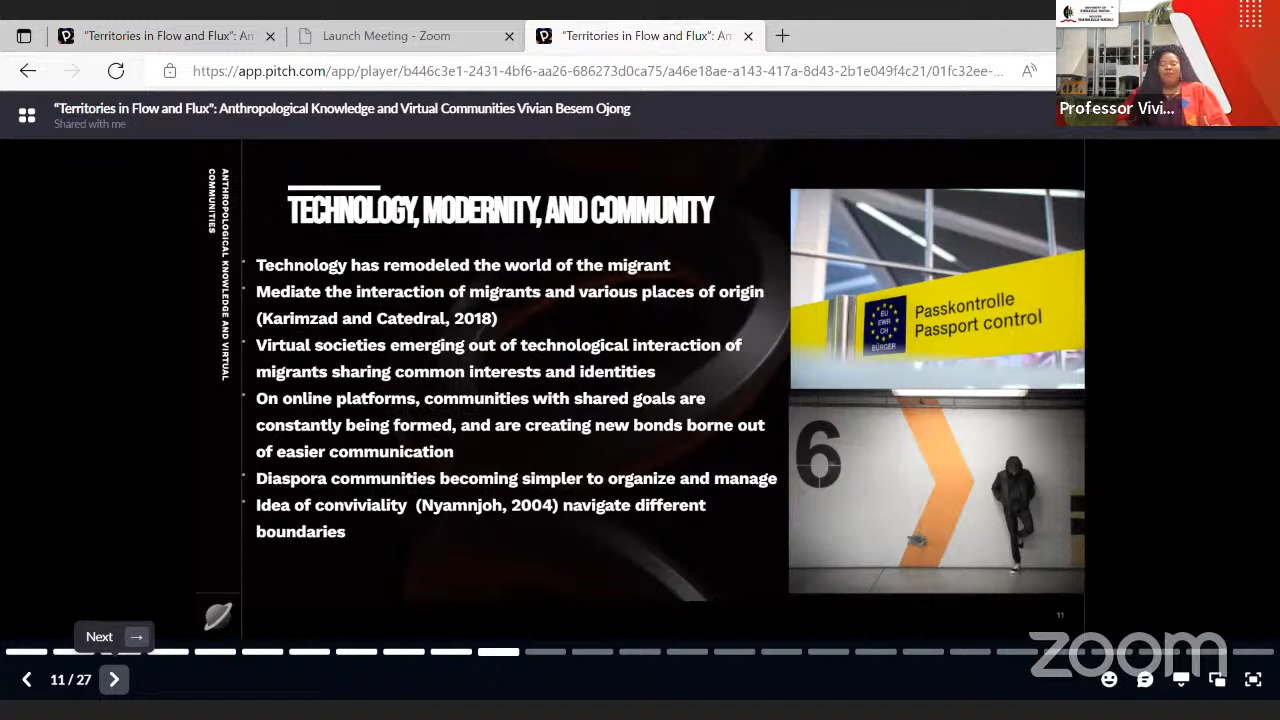 "Territories in Flow and Flux": An
Launch Meeting - Zoom
"Territories in Flow and Flux": An
https://app.pitch.com/app/player/b446c3e1-2431-4bf6-aa26-686273d0ca75/a46e18ae-a143-417a-8d43-2b1e049f2c21/01fc32ee-...
"Territories in Flow and Flux": Anthropological Knowledge and Virtual Communities Vivian Besem Ojong
Shared with me
Professor Vivi...
ANTHROPOLOGICAL KNOWLEDGE AND VIRTUAL
COMMUNITIES
TECHNOLOGY, MODERNITY, AND COMMUNITY
Technology has remodeled the world of the migrant
Mediate the interaction of migrants and various places of origin
(Karimzad and Catedral, 2018)
Virtual societies emerging out of technological interaction of
migrants sharing common interests and identities
On online platforms, communities with shared goals are
constantly being formed, and are creating new bonds borne out
of easier communication
Diaspora communities becoming simpler to organize and manage
Idea of conviviality (Nyamnjoh, 2004) navigate different
boundaries
EU
EWR
CH
BÜRGER
Passkontrolle
Passport control
6
11
Next →
11 / 27
zoom